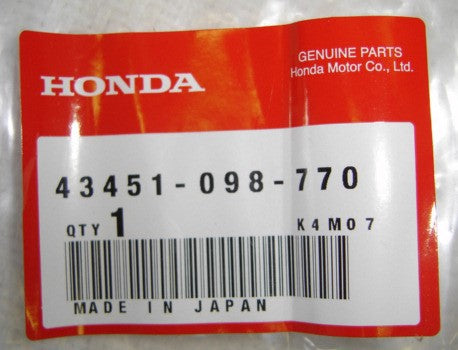 GENUINE PARTS
Honda Motor Co., Ltd.
HONDA
43451-098-770
QTY 1 K4M07
MADE IN JAPAN